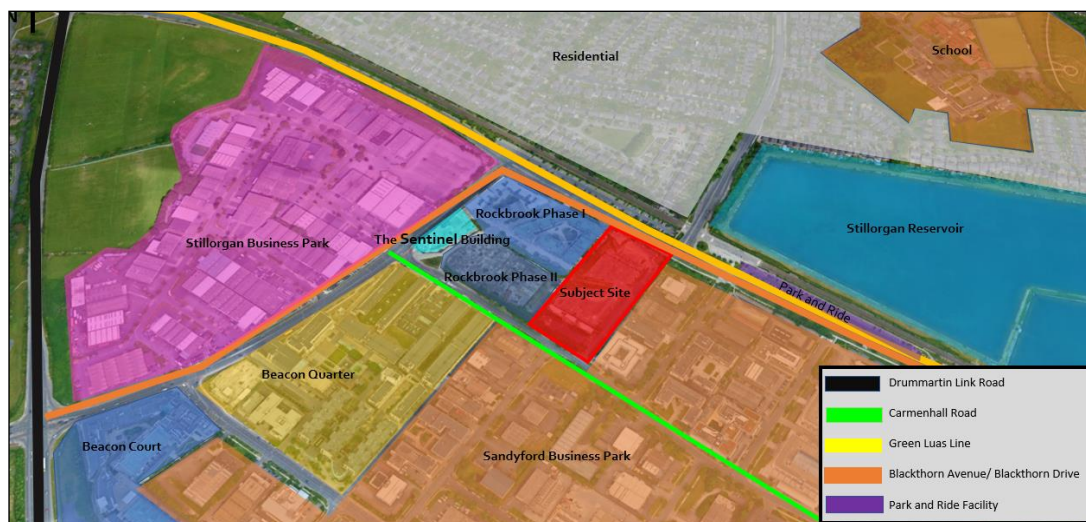 N
Residential
School
Rockbrook Phase I
Stillorgan Business Park
The Sentinel Building
Stillorgan Reservoir
Rockbrook Phase II
Subject Site
Park and Ride
Beacon Quarter
Beacon Court
Sandyford Business Park
Drummartin Link Road
Carmenhall Road
Green Luas Line
Blackthorn Avenue/ Blackthorn Drive
Park and Ride Facility